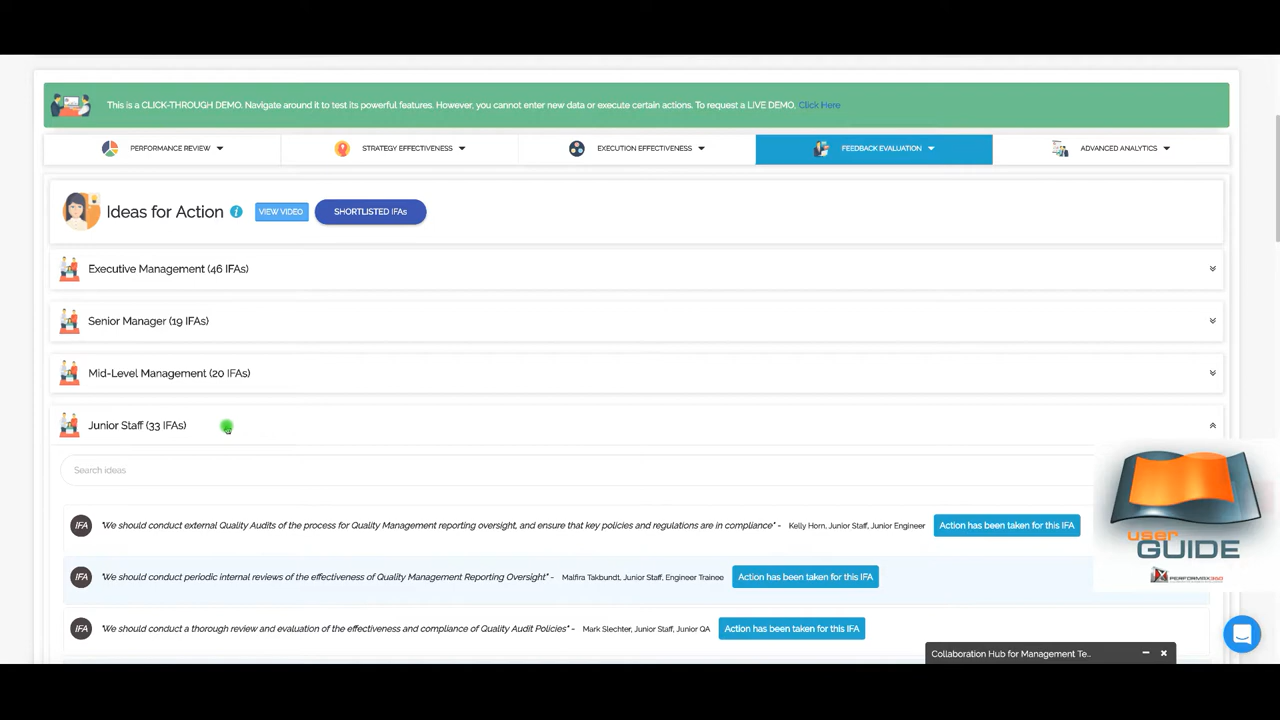 This is a CLICK-THROUGH DEMO. Navigate around it to test its powerful features. However, you cannot enter new data or execute certain actions. To request a LIVE DEMO, Click Here
PERFORMANCE REVIEW
STRATEGY EFFECTIVENESS
EXECUTION EFFECTIVENESS
FEEDBACK EVALUATION
ADVANCED ANALYTICS
Ideas for Action
i
VIEW VIDEO
SHORTLISTED IFAs
Executive Management (46 IFAs)
Senior Manager (19 IFAs)
Mid-Level Management (20 IFAs)
Junior Staff (33 IFAs)
Search ideas
IFA "We should conduct external Quality Audits of the process for Quality Management reporting oversight, and ensure that key policies and regulations are in compliance" - Kelly Horn, Junior Staff, Junior Engineer Action has been taken for this IFA
IFA "We should conduct periodic internal reviews of the effectiveness of Quality Management Reporting Oversight" - Malfira Takbundt, Junior Staff, Engineer Trainee Action has been taken for this IFA
IFA "We should conduct a thorough review and evaluation of the effectiveness and compliance of Quality Audit Policies" - Mark Slechter, Junior Staff, Junior QA Action has been taken for this IFA
user
GUIDE
PERFORMIX360
Collaboration Hub for Management Te...